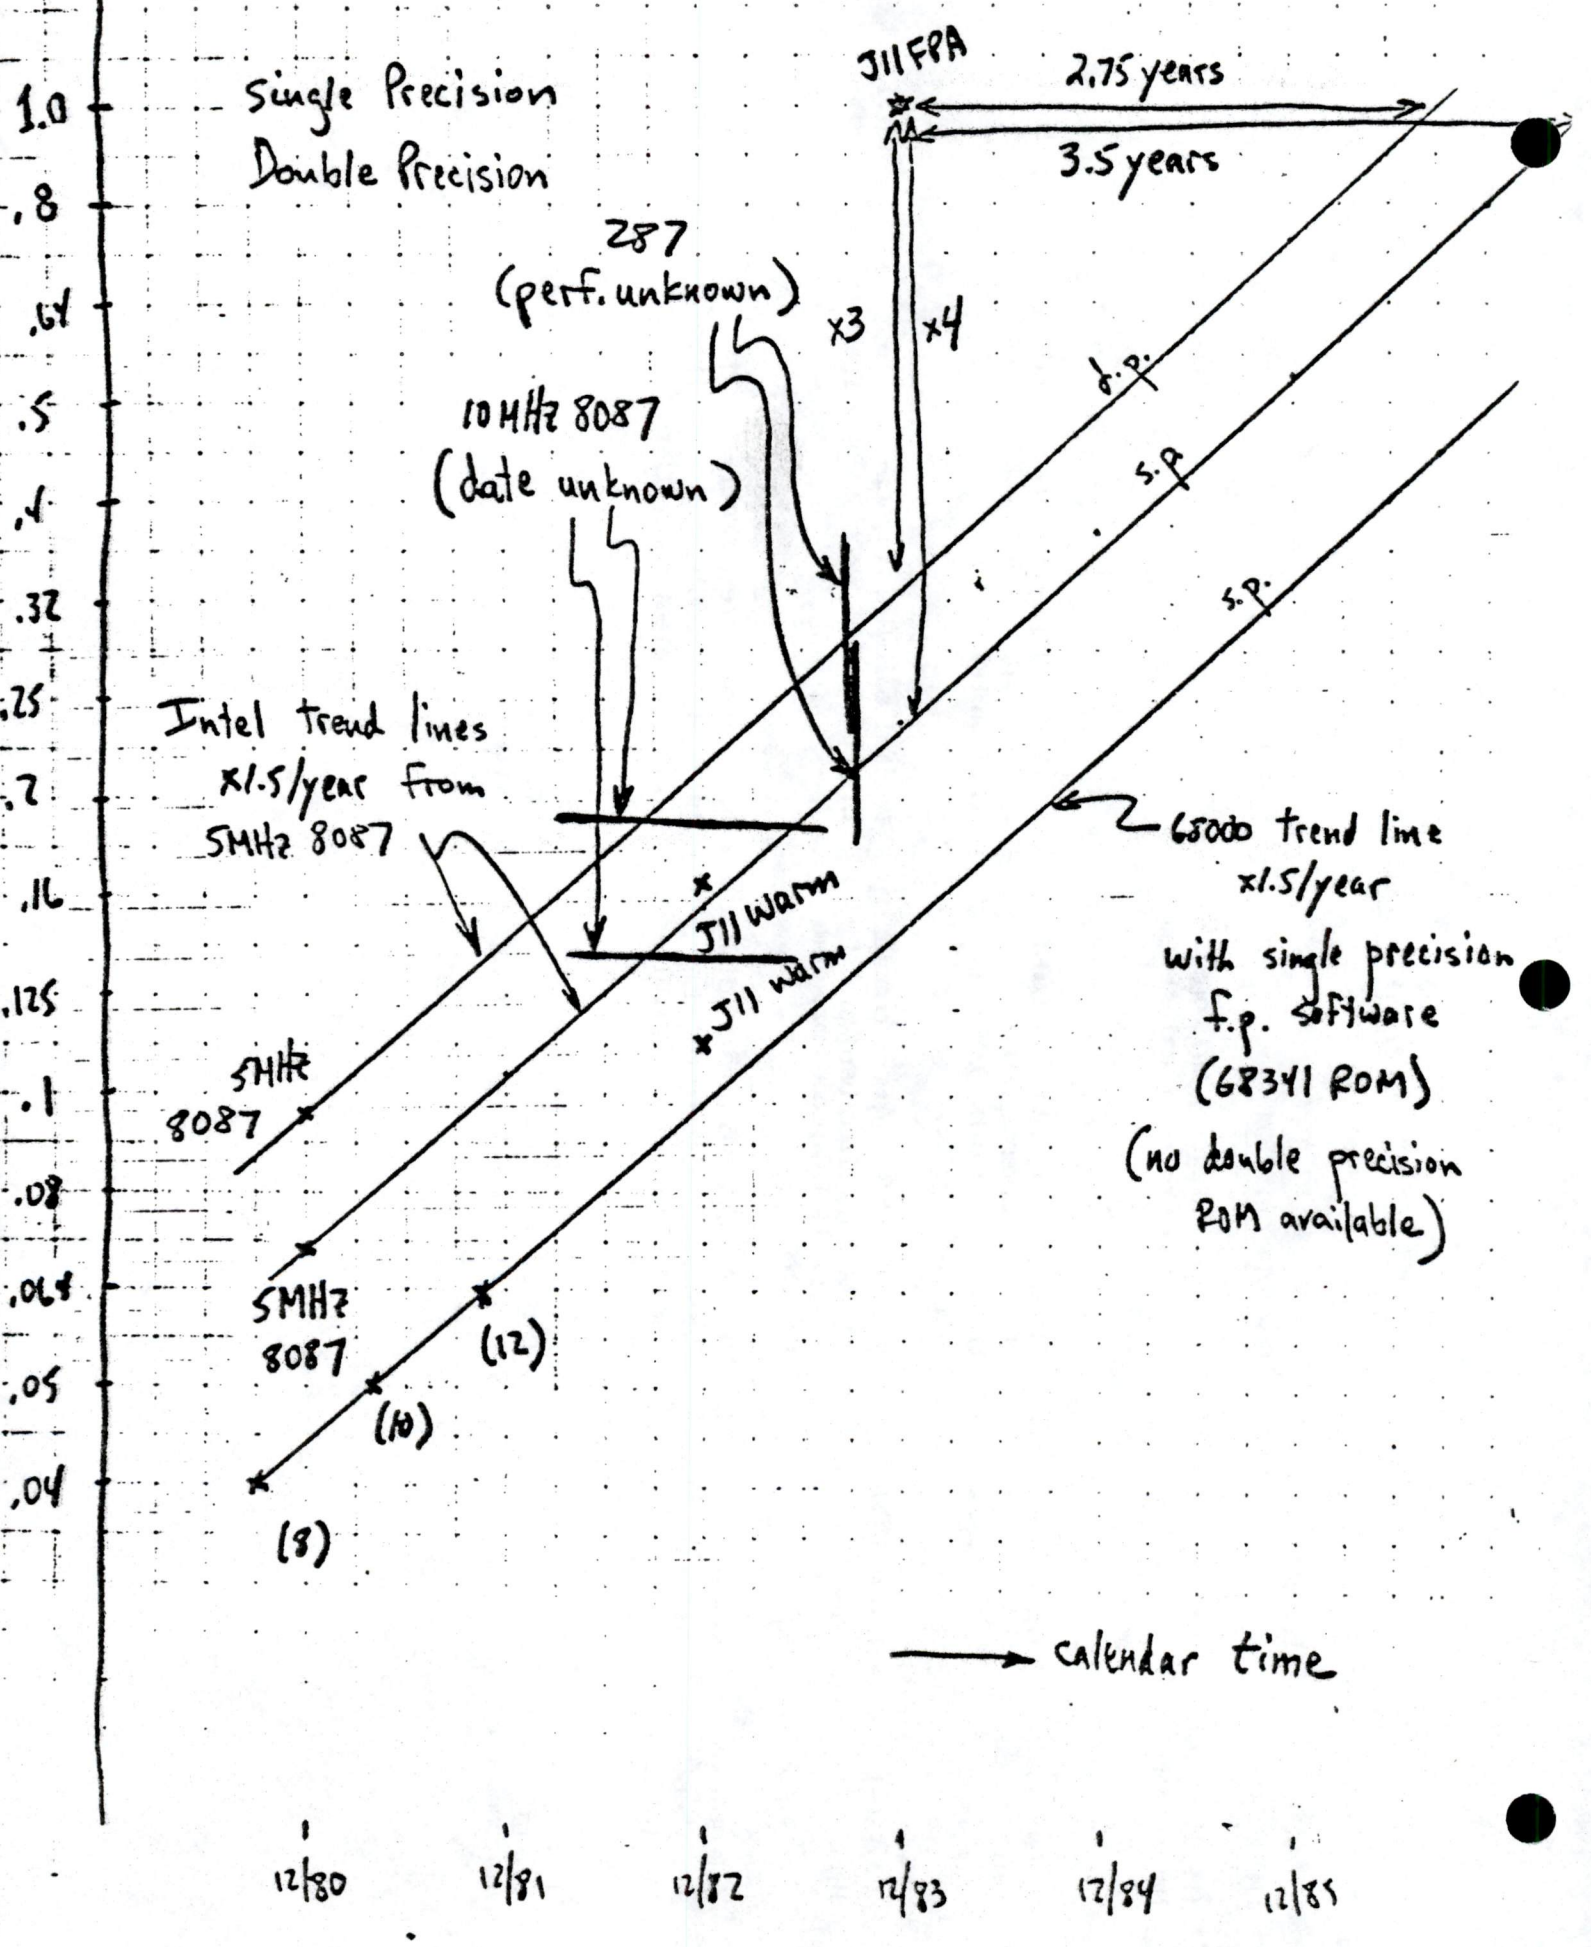 J11 FPA
2.75 years
1.0
Single Precision
Double Precision
3.5 years
.8
287
(perf. unknown)
.64
x3
x4
d.p.
.5
10 MHz 8087
(date unknown)
s.p.
.4
.32
s.p.
.25
Intel trend lines
x1.5/year from
5MHz 8087
.2
68000 trend line
x1.5/year
with single precision
f.p. software
(68341 ROM)
(no double precision
ROM available)
.16
J11 warm
J11 warm
.125
5MHz
8087
.1
.08
.064
5MHz
8087
(12)
.05
(10)
.04
(8)
calendar time
12/80
12/81
12/82
12/83
12/84
12/85